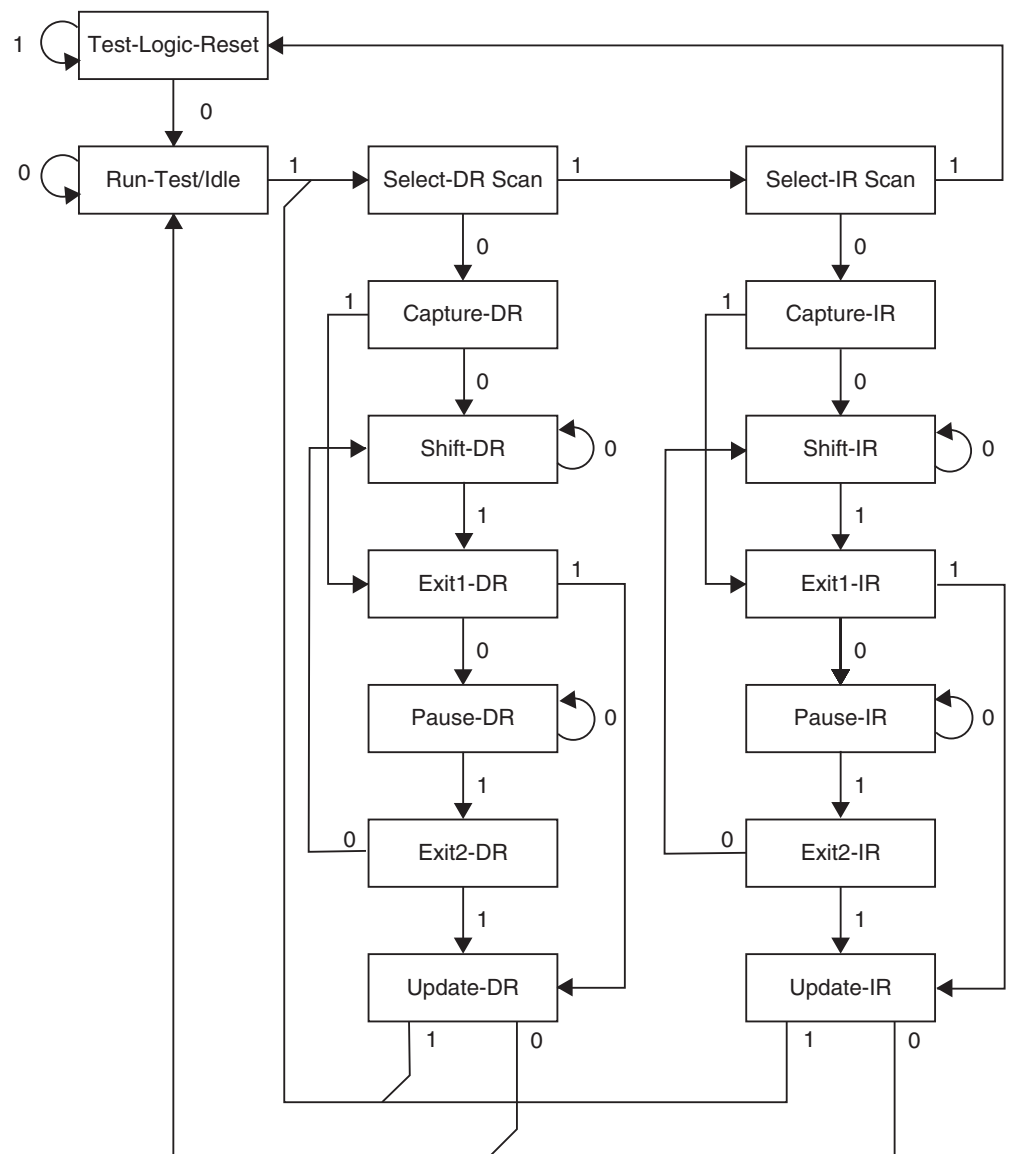 1 Test-Logic-Reset
0
0 Run-Test/Idle 1 Select-DR Scan 1 Select-IR Scan 1
0 0
1 Capture-DR 1 Capture-IR
0 0
Shift-DR 0 Shift-IR 0
1 1
Exit1-DR 1 Exit1-IR 1
0 0
Pause-DR 0 Pause-IR 0
1 1
0 Exit2-DR 0 Exit2-IR
1 1
Update-DR Update-IR
1 0 1 0